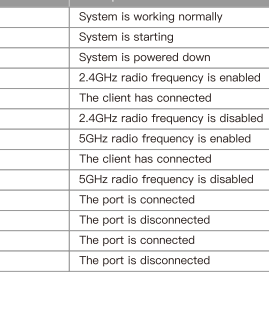 System is working normally
System is starting
System is powered down
2.4GHz radio frequency is enabled
The client has connected
2.4GHz radio frequency is disabled
5GHz radio frequency is enabled
The client has connected
5GHz radio frequency is disabled
The port is connected
The port is disconnected
The port is connected
The port is disconnected